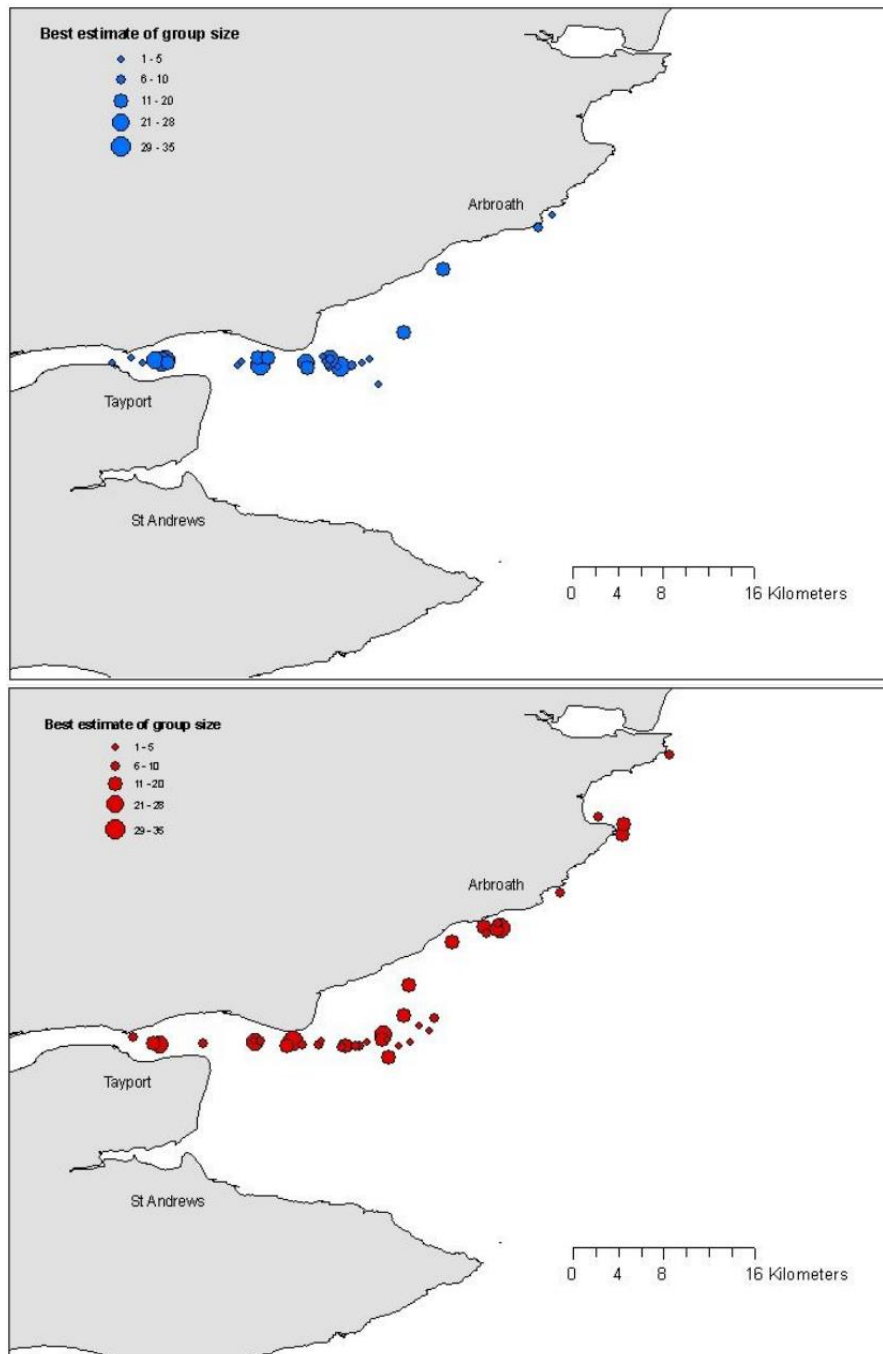 Best estimate of group size
1 - 5
6 - 10
11 - 20
21 - 28
29 - 35
Arbroath
Tayport
St Andrews
0 4 8 16 Kilometers
Best estimate of group size
1 - 5
6 - 10
11 - 20
21 - 28
29 - 35
Arbroath
Tayport
St Andrews
0 4 8 16 Kilometers